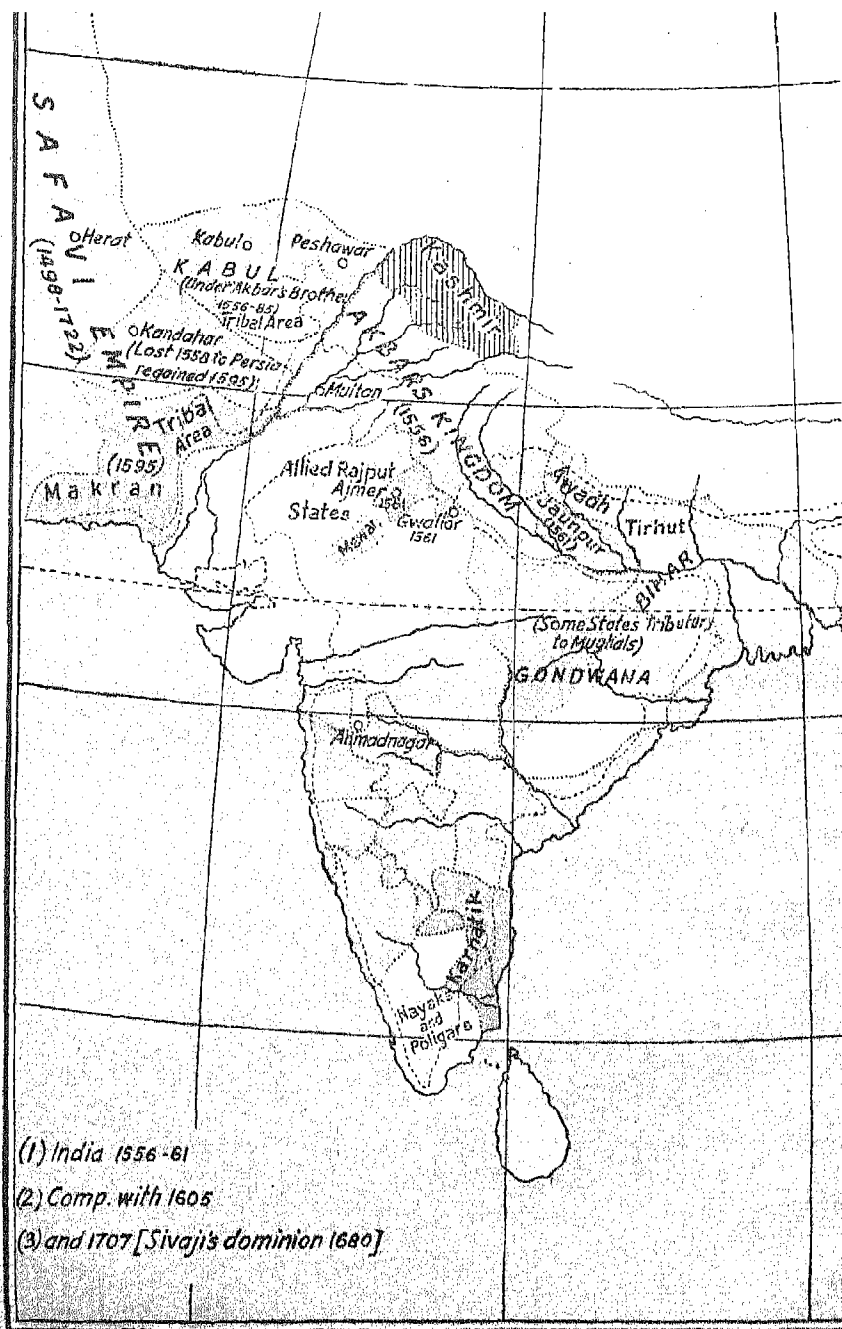 SAFAVI EMPIRE
(1498-1722)
Herat
Kabul
Peshawar
KABUL
(Under Akbar's Brother
1556-85)
Tribal Area
Kandahar
(Lost 1558 to Persia
regained 1595)
Kashmir
AKBARS KINGDOM
(1556)
Multan
Tribal
Area
(1595)
Makran
Allied Rajput
States
Ajmer
1561
Mewar
Gwalior
1561
Awadh
Jaunpur
(1561)
Tirhut
BIHAR
(Some States Tributary
to Mughals)
GONDWANA
Ahmadnagar
Karnatik
Nayaks
and
Poligars
(1) India 1556-61
(2) Comp. with 1605
(3) and 1707 [Sivaji's dominion 1680]